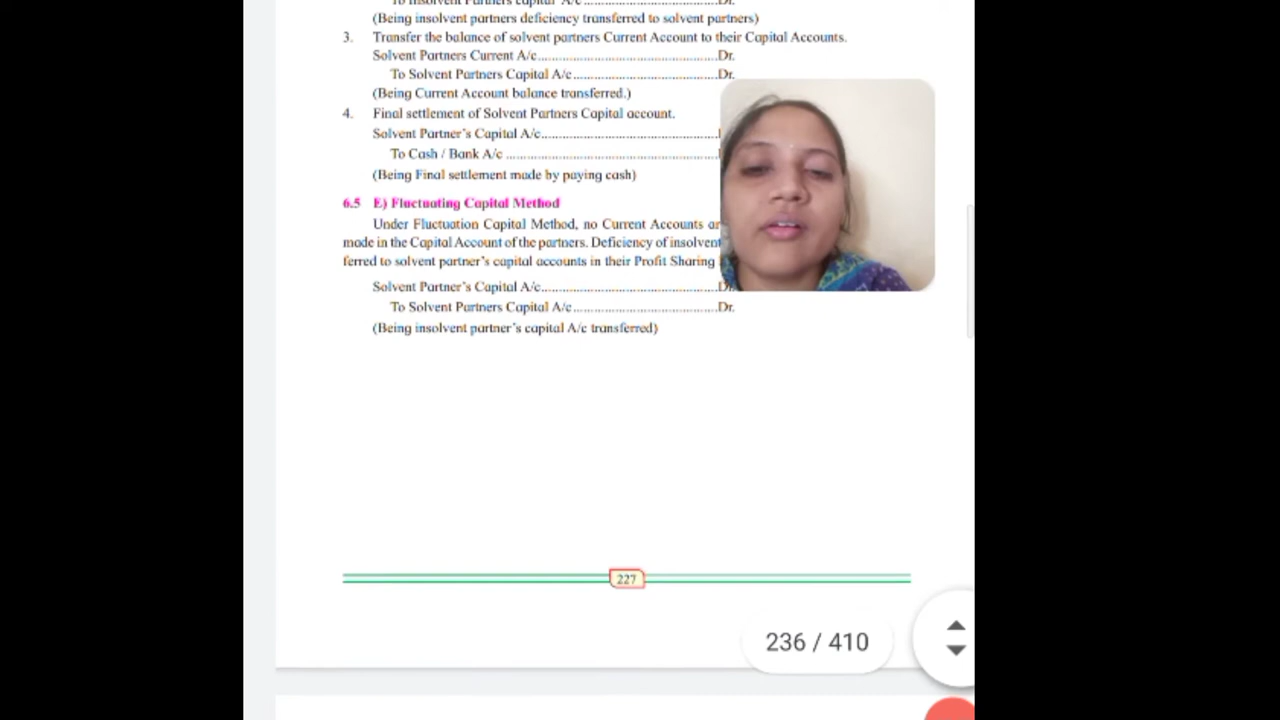 (Being insolvent partners deficiency transferred to solvent partners)
3. Transfer the balance of solvent partners Current Account to their Capital Accounts.
Solvent Partners Current A/c..................................................Dr.
To Solvent Partners Capital A/c........................................Dr.
(Being Current Account balance transferred.)
4. Final settlement of Solvent Partners Capital account.
Solvent Partner's Capital A/c.................................................
To Cash / Bank A/c ...........................................................
(Being Final settlement made by paying cash)
6.5 E) Fluctuating Capital Method
Under Fluctuation Capital Method, no Current Accounts
made in the Capital Account of the partners. Deficiency of insolvent
ferred to solvent partner's capital accounts in their Profit Sharing
Solvent Partner's Capital A/c.................................................Dr.
To Solvent Partners Capital A/c........................................Dr.
(Being insolvent partner's capital A/c transferred)
227
236 / 410